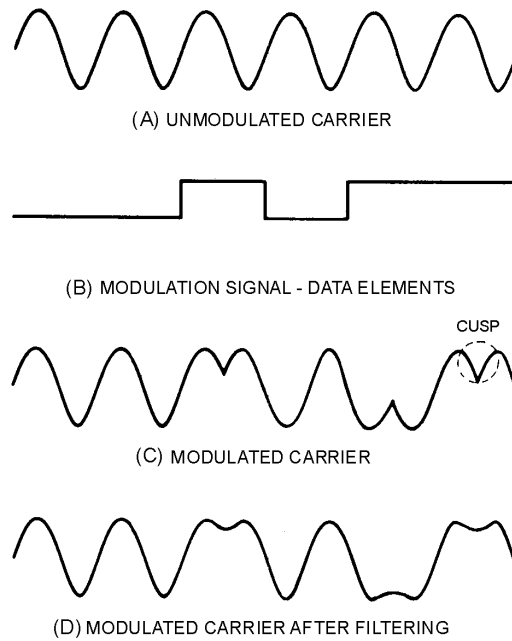 (A) UNMODULATED CARRIER
(B) MODULATION SIGNAL - DATA ELEMENTS
CUSP
(C) MODULATED CARRIER
(D) MODULATED CARRIER AFTER FILTERING